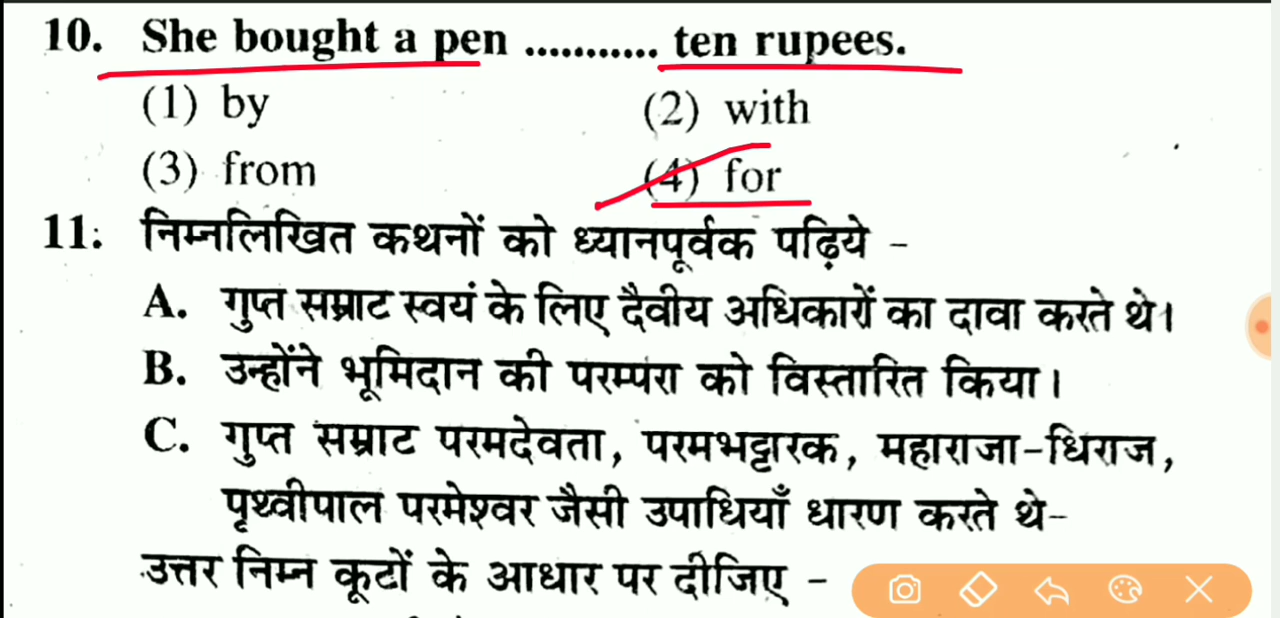 10. She bought a pen ........... ten rupees.
(1) by (2) with
(3) from (4) for
11: निम्नलिखित कथनों को ध्यानपूर्वक पढ़िये -
A. गुप्त सम्राट स्वयं के लिए दैवीय अधिकारों का दावा करते थे।
B. उन्होंने भूमिदान की परम्परा को विस्तारित किया।
C. गुप्त सम्राट परमदेवता, परमभट्टारक, महाराजा-धिराज,
पृथ्वीपाल परमेश्वर जैसी उपाधियाँ धारण करते थे-
उत्तर निम्न कूटों के आधार पर दीजिए -